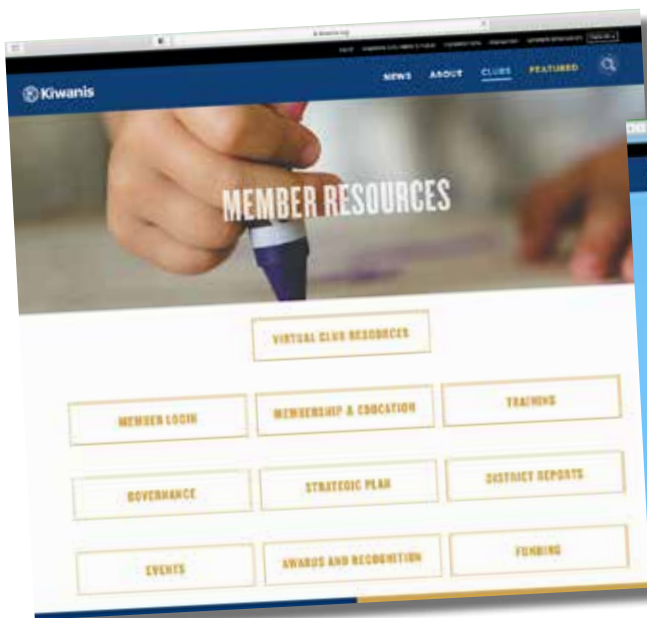 Kiwanis
NEWS ABOUT CLUBS FEATURED
MEMBER RESOURCES
VIRTUAL CLUB RESOURCES
MEMBER LOGIN MEMBERSHIP & EDUCATION TRAINING
GOVERNANCE STRATEGIC PLAN DISTRICT REPORTS
EVENTS AWARDS AND RECOGNITION FUNDING